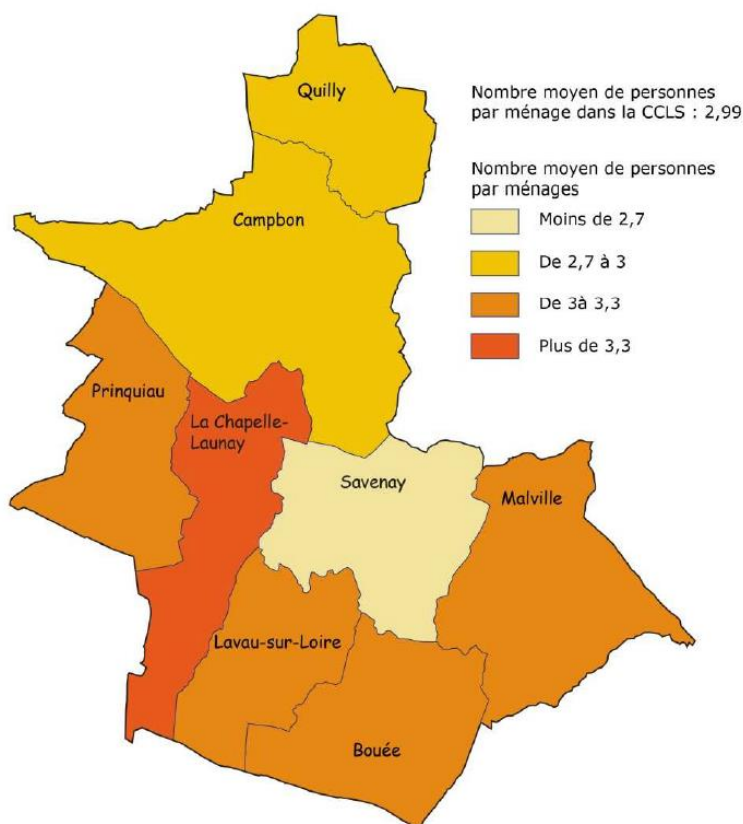 Quilly
Nombre moyen de personnes
par ménage dans la CCLS : 2,99
Nombre moyen de personnes
par ménages
Moins de 2,7
De 2,7 à 3
De 3à 3,3
Plus de 3,3
Campbon
Prinquiau
La Chapelle-
Launay
Savenay
Malville
Lavau-sur-Loire
Bouée